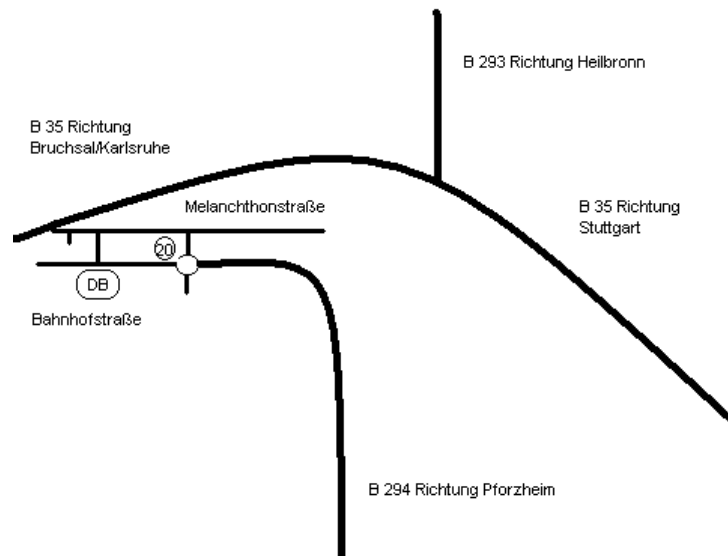 B 293 Richtung Heilbronn
B 35 Richtung
Bruchsal/Karlsruhe
Melanchthonstraße
B 35 Richtung
Stuttgart
20
DB
Bahnhofstraße
B 294 Richtung Pforzheim